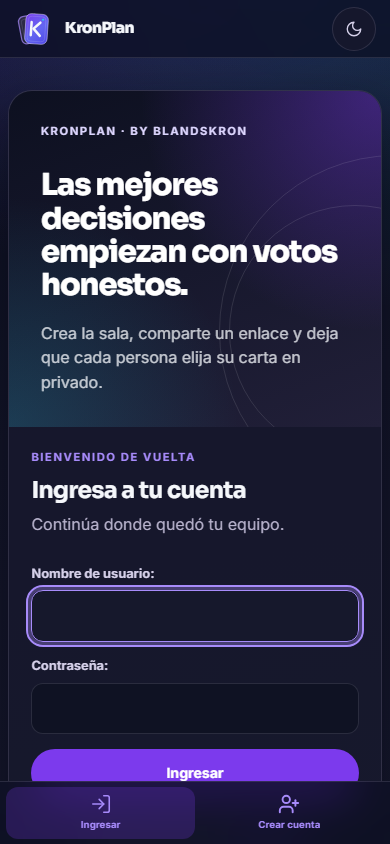 KronPlan
KRONPLAN · BY BLANDSKRON
Las mejores
decisiones
empiezan con votos
honestos.
Crea la sala, comparte un enlace y deja
que cada persona elija su carta en
privado.
BIENVENIDO DE VUELTA
Ingresa a tu cuenta
Continúa donde quedó tu equipo.
Nombre de usuario:
Contraseña:
Ingresar
Ingresar
Crear cuenta